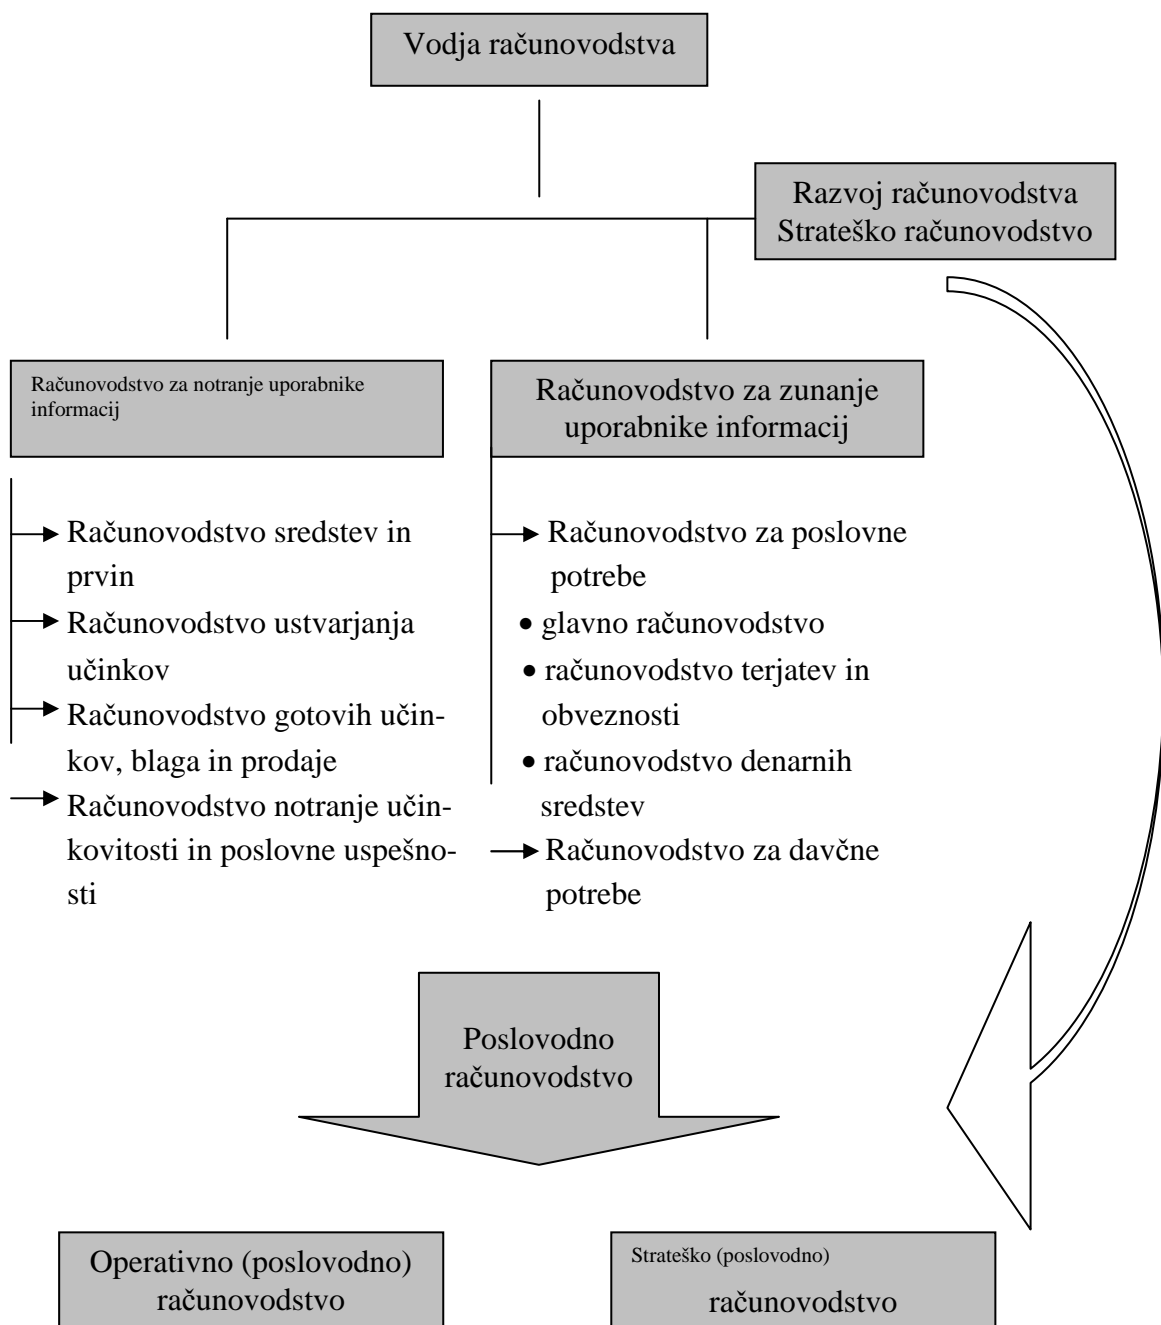 Vodja računovodstva
Razvoj računovodstva
Strateško računovodstvo
Računovodstvo za notranje uporabnike
informacij
Računovodstvo za zunanje
uporabnike informacij
Računovodstvo sredstev in
prvin
Računovodstvo ustvarjanja
učinkov
Računovodstvo gotovih učin-
kov, blaga in prodaje
Računovodstvo notranje učin-
kovitosti in poslovne uspešno-
sti
Računovodstvo za poslovne
potrebe
• glavno računovodstvo
• računovodstvo terjatev in
obveznosti
• računovodstvo denarnih
sredstev
Računovodstvo za davčne
potrebe
Poslovodno
računovodstvo
Operativno (poslovodno)
računovodstvo
Strateško (poslovodno)
računovodstvo